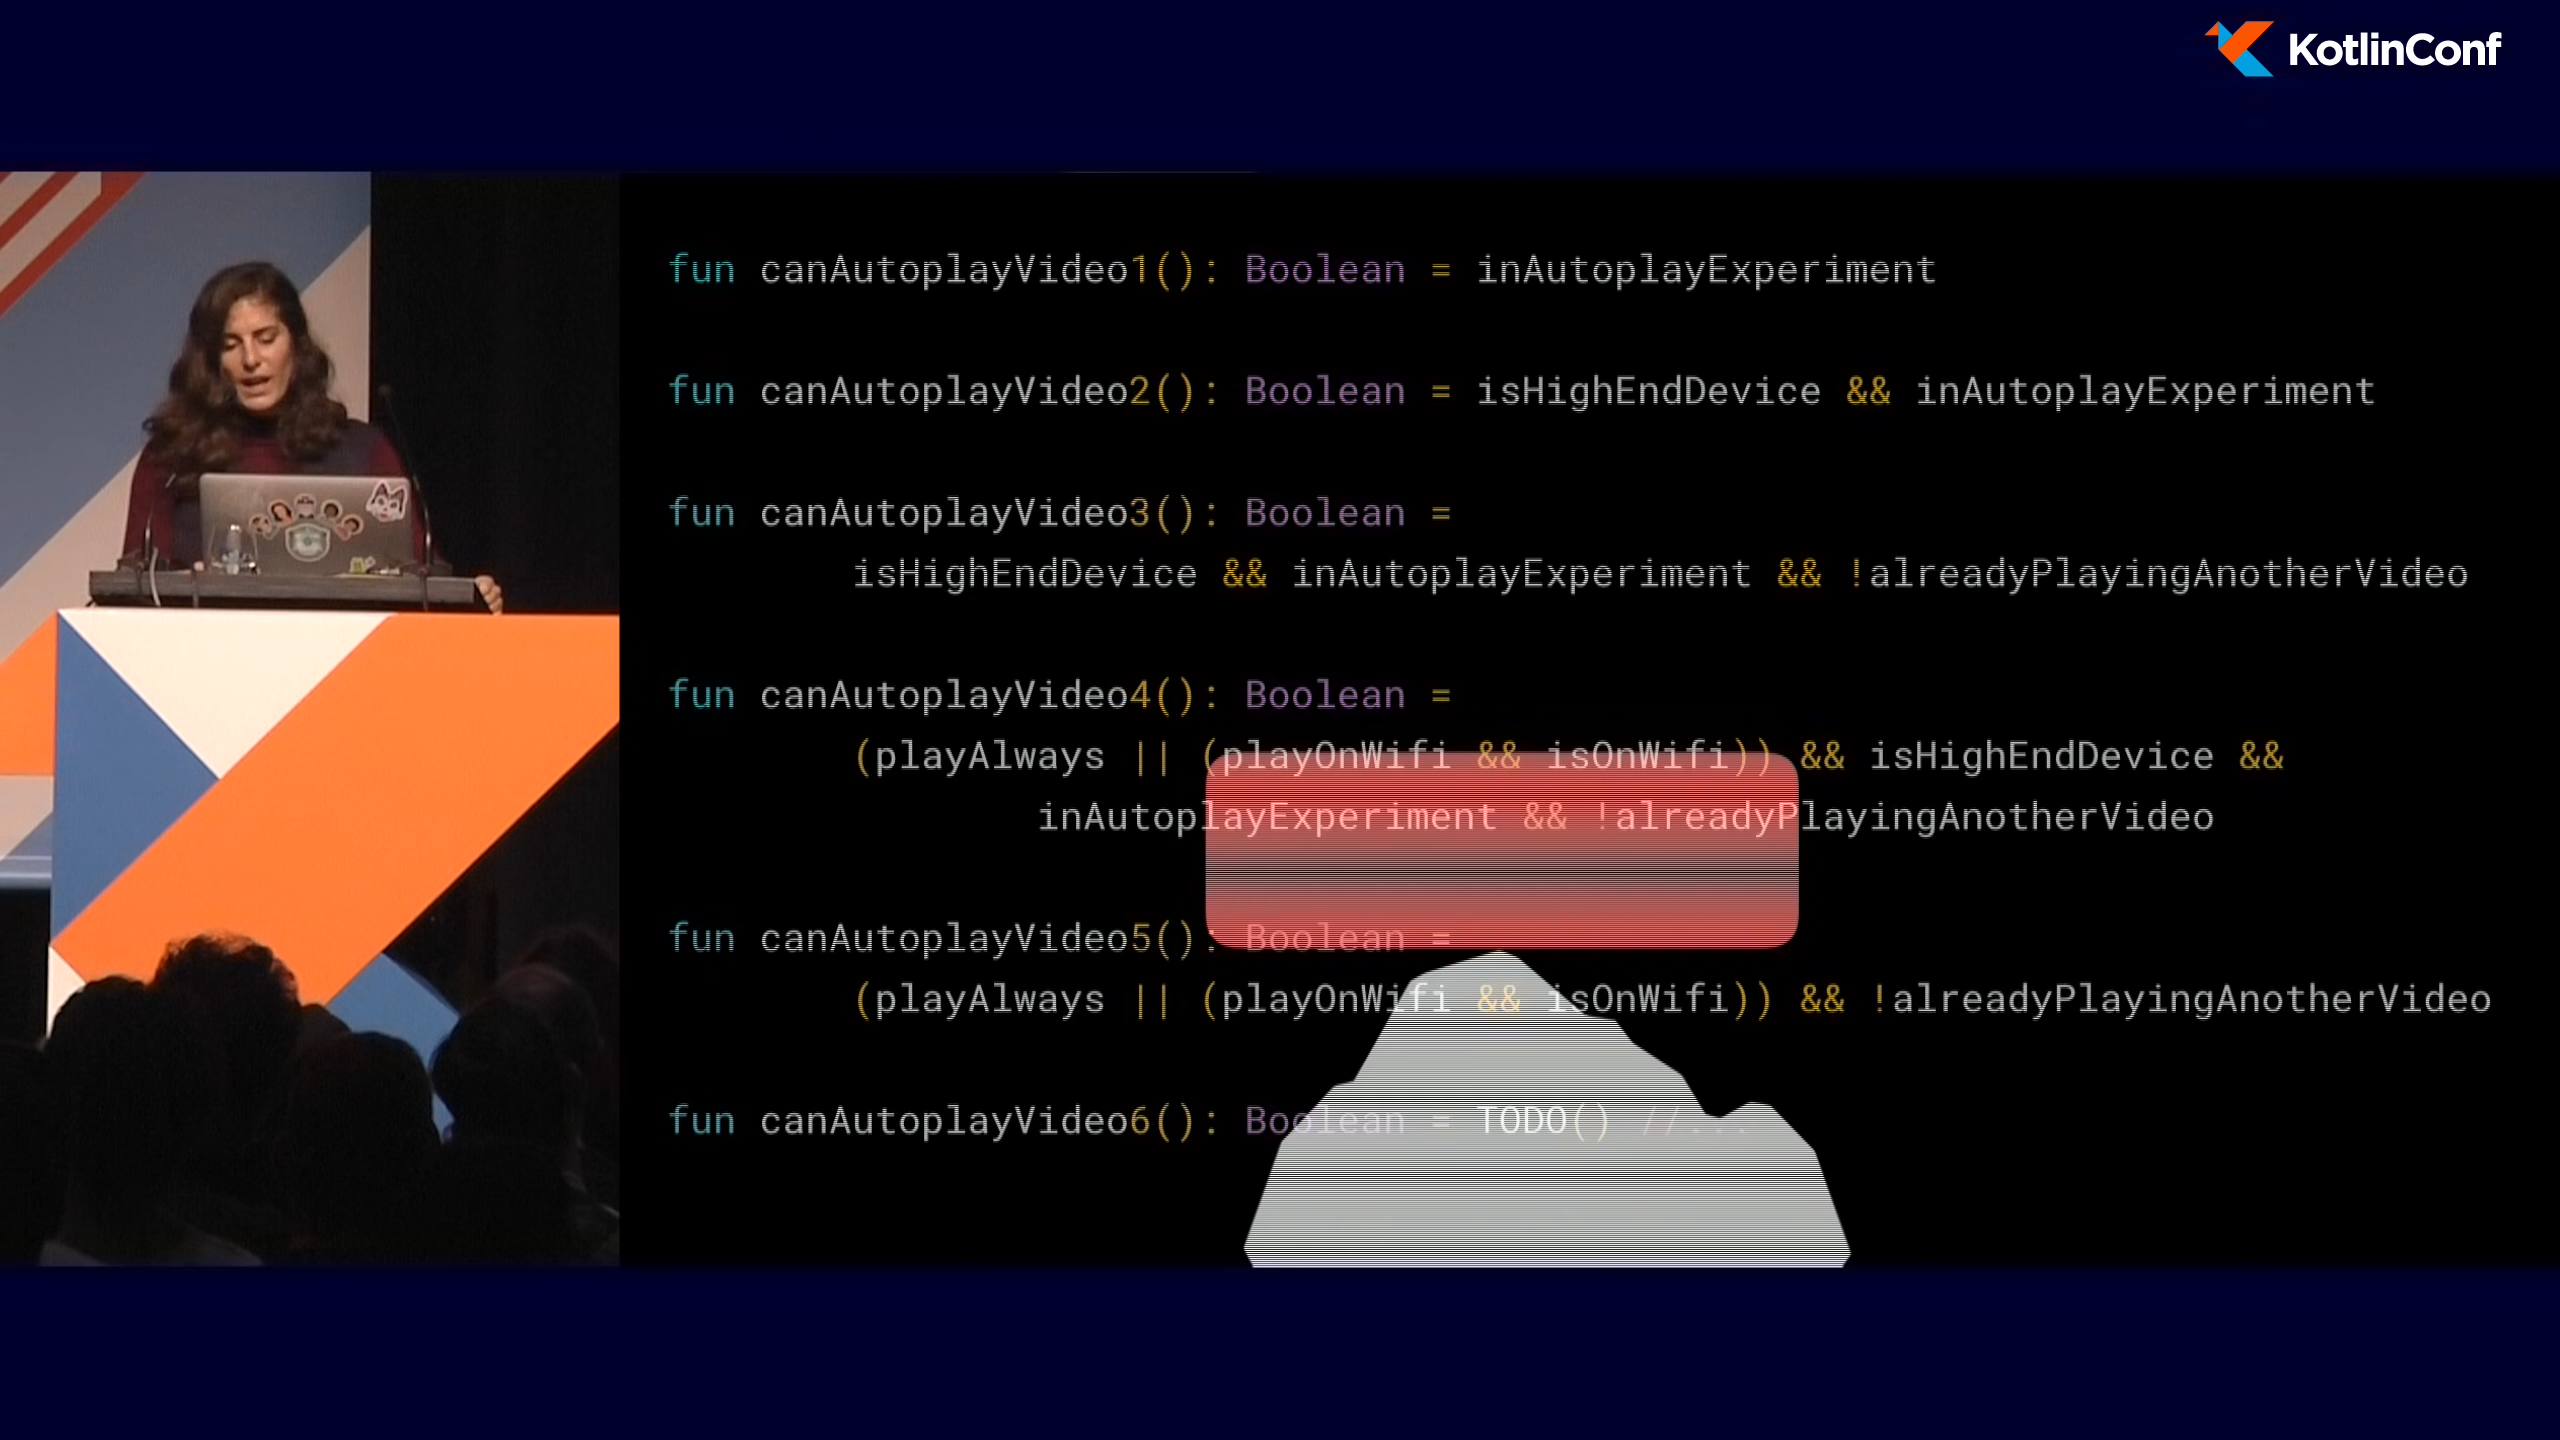 KotlinConf
fun canAutoplayVideo1(): Boolean = inAutoplayExperiment
fun canAutoplayVideo2(): Boolean = isHighEndDevice && inAutoplayExperiment
fun canAutoplayVideo3(): Boolean =
isHighEndDevice && inAutoplayExperiment && !alreadyPlayingAnotherVideo
fun canAutoplayVideo4(): Boolean =
(playAlways || (playOnWifi && isOnWifi)) && isHighEndDevice &&
inAutoplayExperiment && !alreadyPlayingAnotherVideo
fun canAutoplayVideo5(): Boolean =
(playAlways || (playOnWifi && isOnWifi)) && !alreadyPlayingAnotherVideo
fun canAutoplayVideo6(): Boolean = TODO() //...